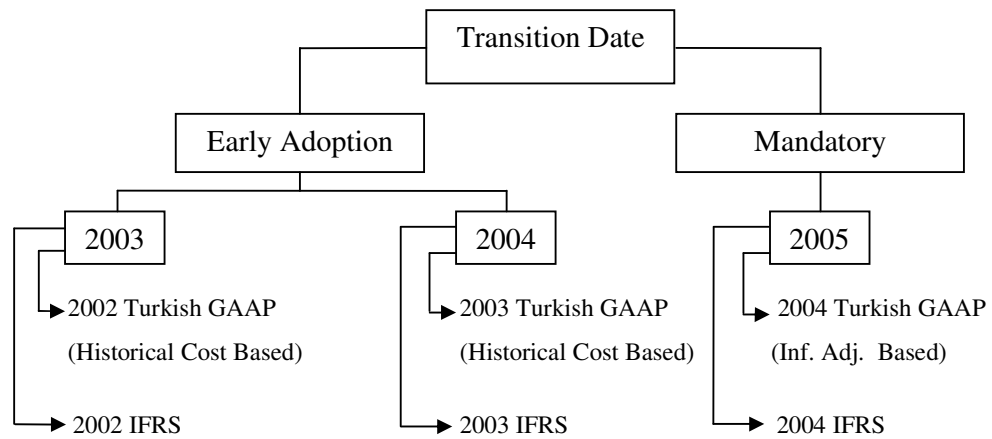 Transition Date
Early Adoption
Mandatory
2003
2004
2005
2002 Turkish GAAP
(Historical Cost Based)
2003 Turkish GAAP
(Historical Cost Based)
2004 Turkish GAAP
(Inf. Adj. Based)
2002 IFRS
2003 IFRS
2004 IFRS